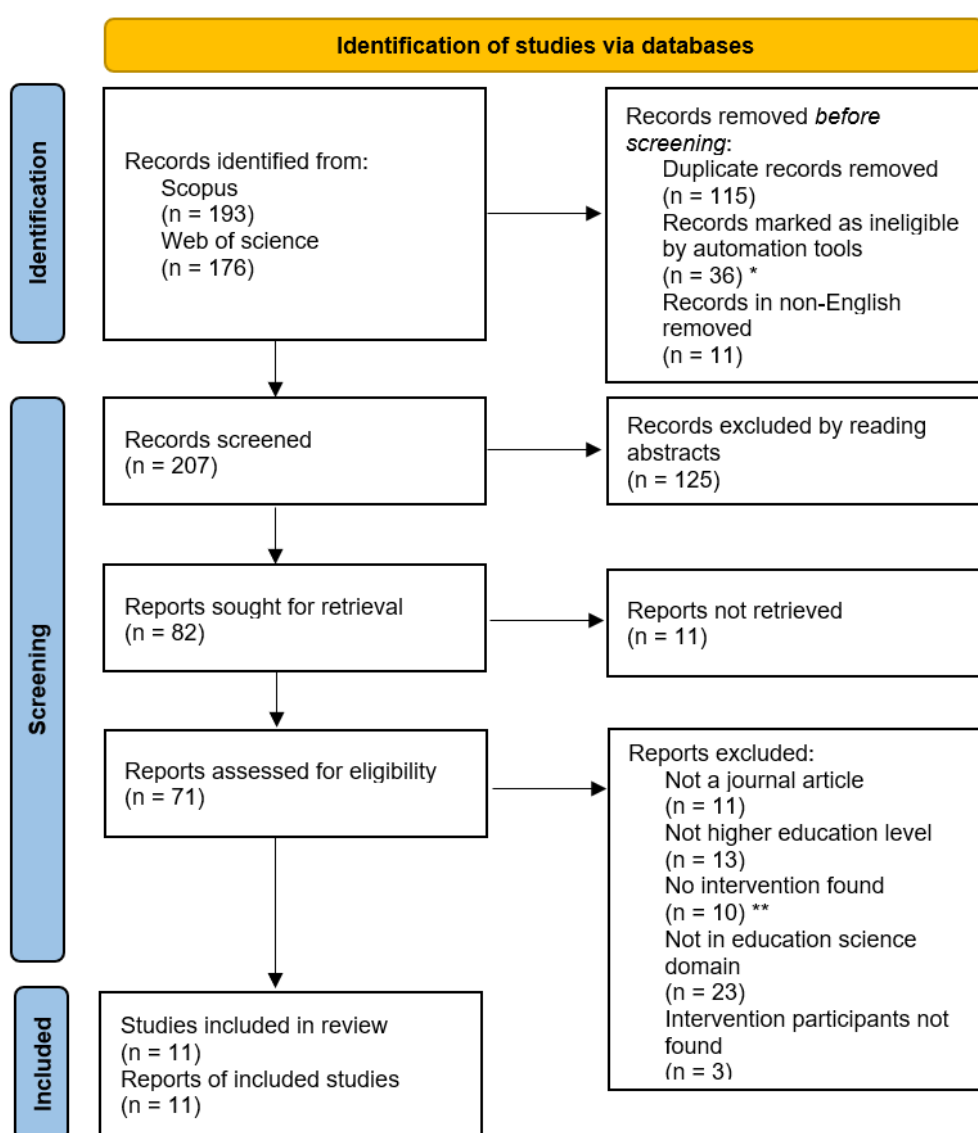 Identification of studies via databases
Identification
Records identified from:
Scopus
(n = 193)
Web of science
(n = 176)
Records removed before
screening:
Duplicate records removed
(n = 115)
Records marked as ineligible
by automation tools
(n = 36) *
Records in non-English
removed
(n = 11)
Screening
Records screened
(n = 207)
Records excluded by reading
abstracts
(n = 125)
Reports sought for retrieval
(n = 82)
Reports not retrieved
(n = 11)
Reports assessed for eligibility
(n = 71)
Reports excluded:
Not a journal article
(n = 11)
Not higher education level
(n = 13)
No intervention found
(n = 10) **
Not in education science
domain
(n = 23)
Intervention participants not
found
(n = 3)
Included
Studies included in review
(n = 11)
Reports of included studies
(n = 11)